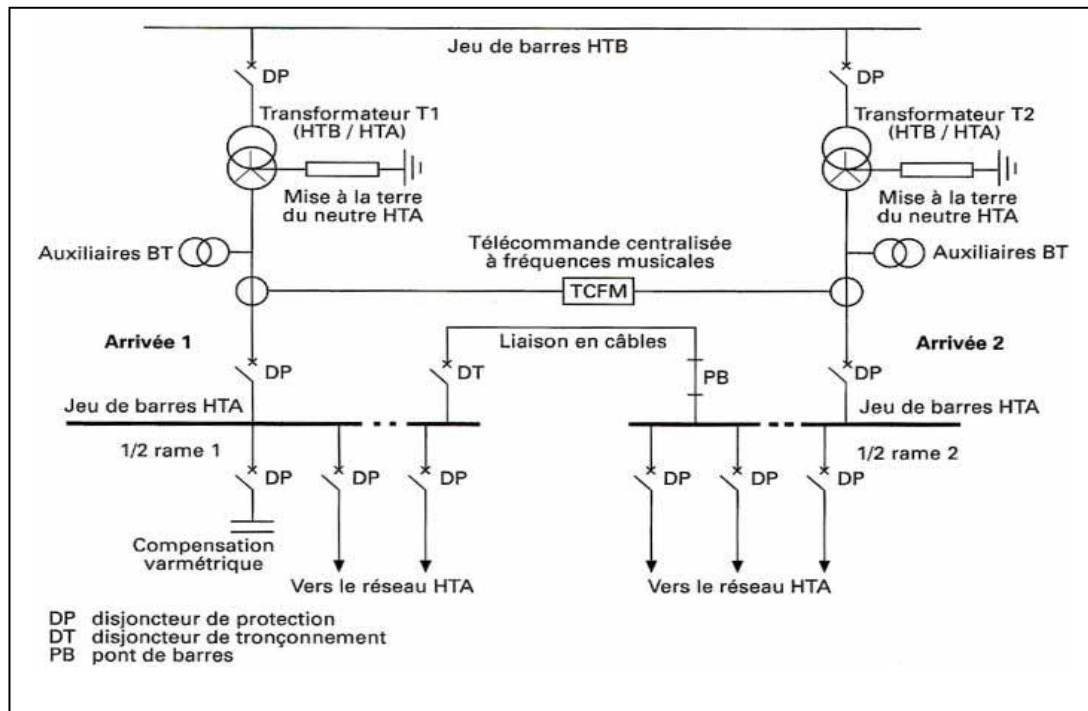 Jeu de barres HTB
DP
DP
Transformateur T1
(HTB / HTA)
Transformateur T2
(HTB / HTA)
Mise à la terre
du neutre HTA
Mise à la terre
du neutre HTA
Auxiliaires BT
Télécommande centralisée
à fréquences musicales
Auxiliaires BT
TCFM
Arrivée 1
Liaison en câbles
Arrivée 2
DP
DT
PB
DP
Jeu de barres HTA
Jeu de barres HTA
1/2 rame 1
1/2 rame 2
DP
DP
DP
DP
DP
DP
Compensation
varmétrique
Vers le réseau HTA
Vers le réseau HTA
DP disjoncteur de protection
DT disjoncteur de tronçonnement
PB pont de barres